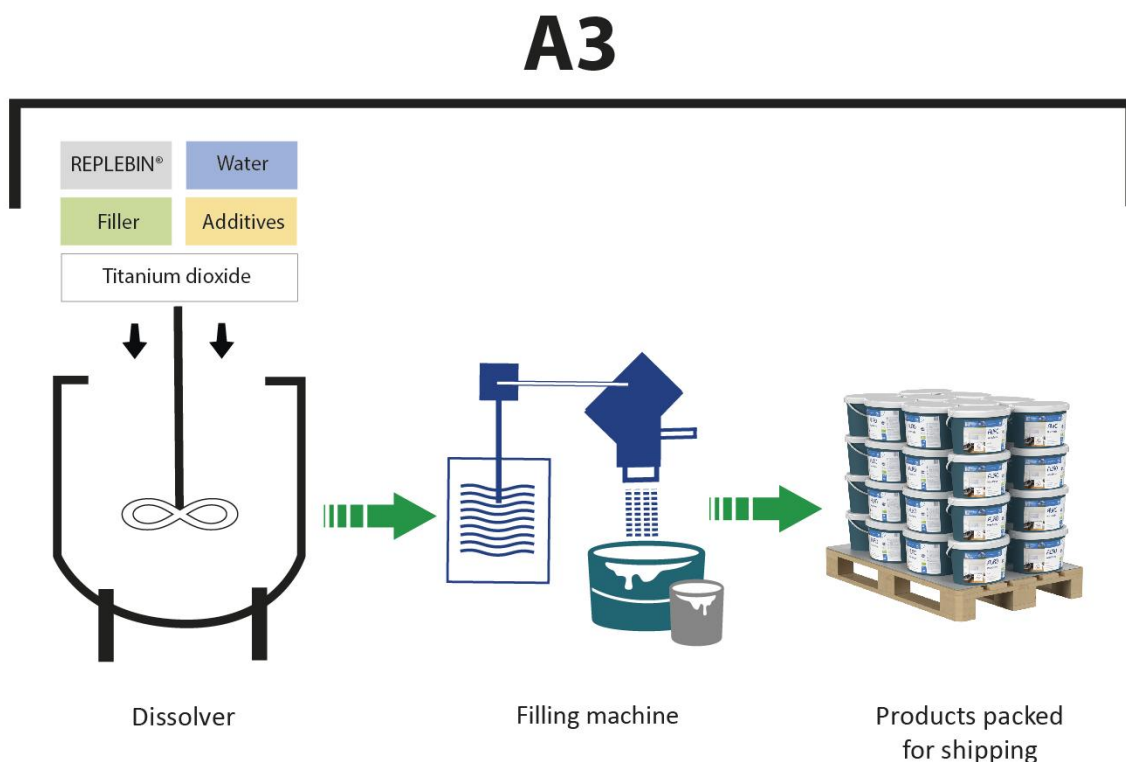 A3
REPLEBIN®
Water
Filler
Additives
Titanium dioxide
Dissolver
Filling machine
Products packed
for shipping